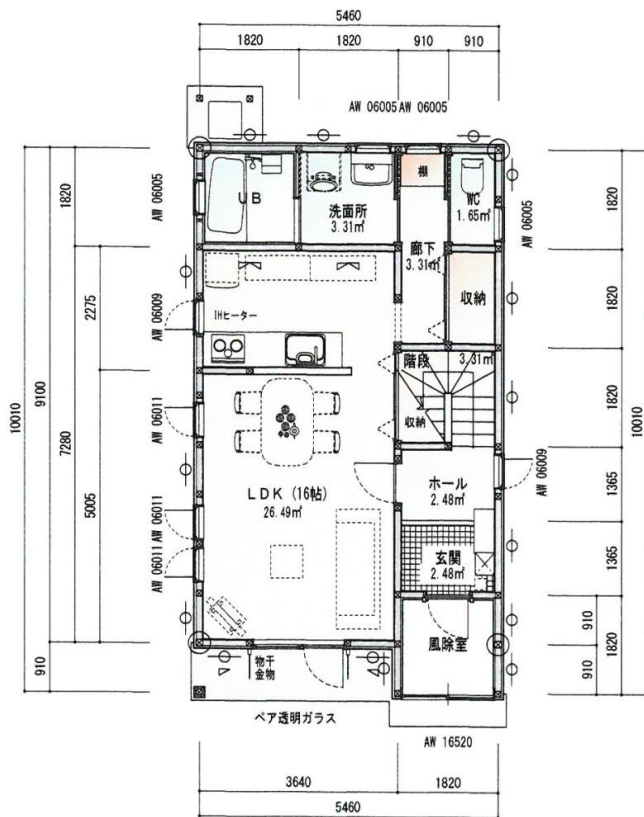 5460
1820
1820
910
910
AW 06005
AW 06005
1820
AW 06005
UB
洗面所
3.31㎡
棚
WC
1.65㎡
AW 06005
1820
廊下
3.31㎡
収納
2275
AW 06009
IHヒーター
1820
階段
3.31㎡
収納
1820
10010
9100
7280
5005
AW 06011
LDK (16帖)
26.49㎡
ホール
2.48㎡
AW 06009
1365
10010
AW 06011
AW 06011
玄関
2.48㎡
1365
910
風除室
910
910
1820
物干
金物
ペア透明ガラス
AW 16520
3640
1820
5460